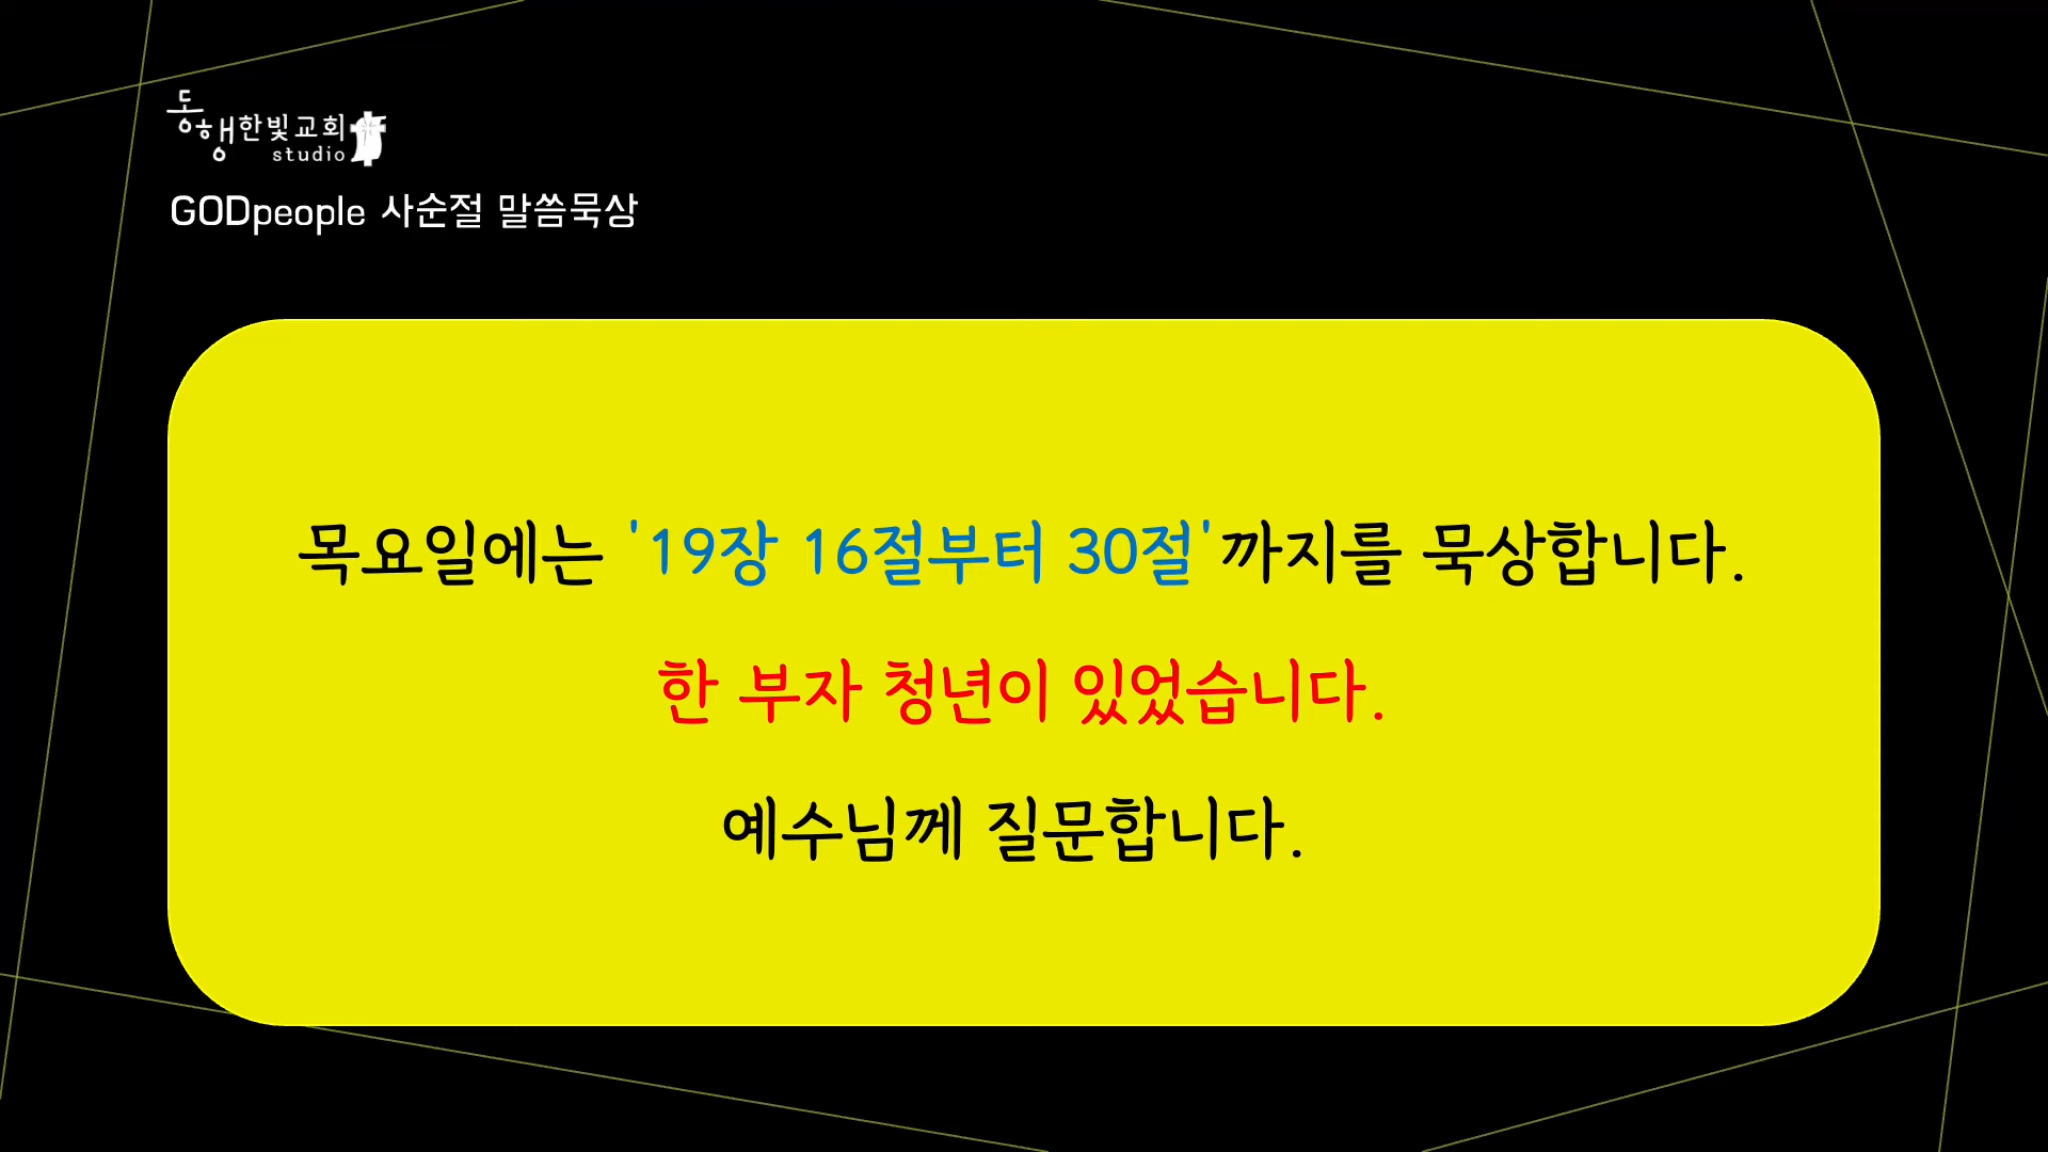 동행한빛교회
studio
GODpeople 사순절 말씀묵상
목요일에는 '19장 16절부터 30절'까지를 묵상합니다.
한 부자 청년이 있었습니다.
예수님께 질문합니다.